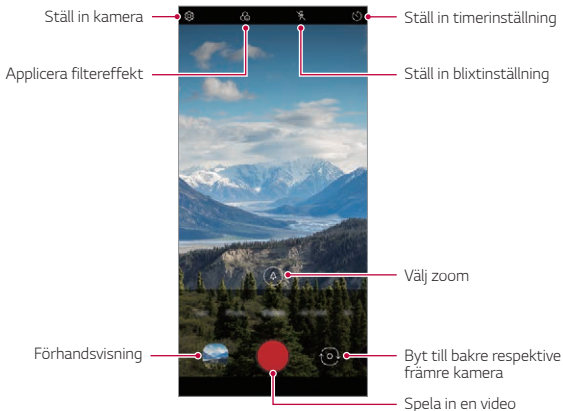 Ställ in kamera
Ställ in timerinställning
Applicera filtereffekt
Ställ in blixtinställning
Välj zoom
Förhandsvisning
Byt till bakre respektive
främre kamera
Spela in en video